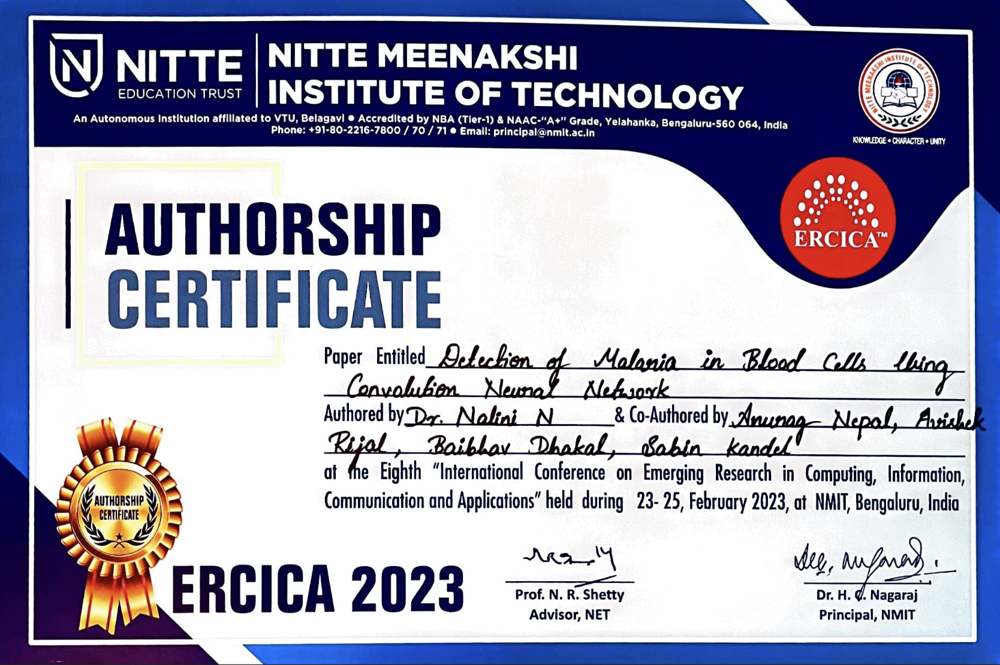 NITTE
EDUCATION TRUST
NITTE MEENAKSHI
INSTITUTE OF TECHNOLOGY
An Autonomous Institution affiliated to VTU, Belagavi ● Accredited by NBA (Tier-1) & NAAC-“A+” Grade, Yelahanka, Bengaluru-560 064, India
Phone: +91-80-2216-7800 / 70 / 71 ● Email: principal@nmit.ac.in
NITTE MEENAKSHI INSTITUTE OF TECHNOLOGY
KNOWLEDGE • CHARACTER • UNITY
ERCICA™
AUTHORSHIP
CERTIFICATE
Paper Entitled Detection of Malaria in Blood Cells Using
Convolution Neural Network
Authored by Dr. Nalini N & Co-Authored by Anurag Nepal, Avishek
Rijal, Baibhav Dhakal, Sabin Kandel
at the Eighth “International Conference on Emerging Research in Computing, Information,
Communication and Applications” held during 23- 25, February 2023, at NMIT, Bengaluru, India
AUTHORSHIP
CERTIFICATE
ERCICA 2023
Prof. N. R. Shetty
Advisor, NET
Dr. H. C. Nagaraj
Principal, NMIT